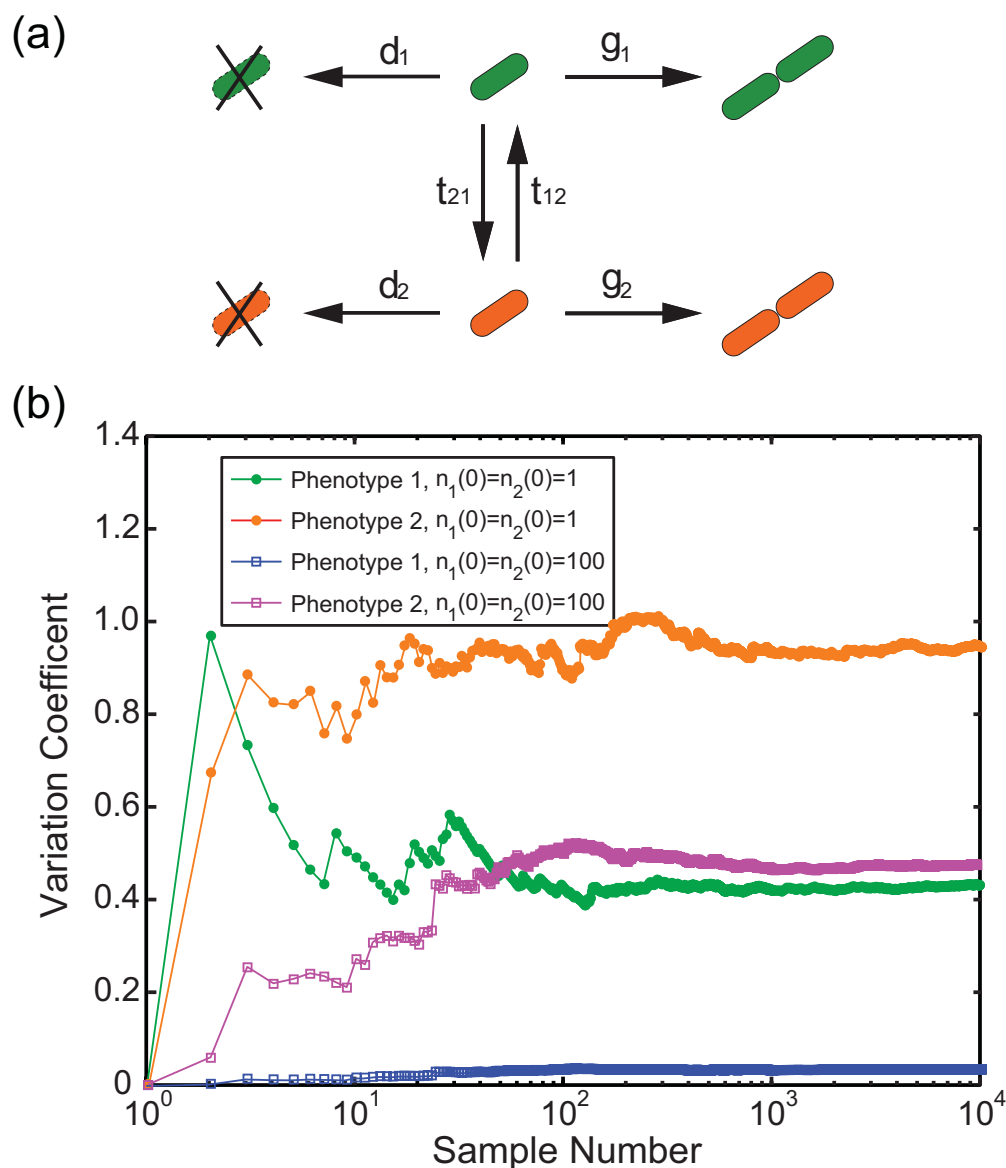 (a)
d1
g1
t21
t12
d2
g2
(b)
1.4
1.2
1.0
0.8
0.6
0.4
0.2
0
Variation Coefficent
Phenotype 1, n1(0)=n2(0)=1
Phenotype 2, n1(0)=n2(0)=1
Phenotype 1, n1(0)=n2(0)=100
Phenotype 2, n1(0)=n2(0)=100
10^0
10^1
10^2
10^3
10^4
Sample Number